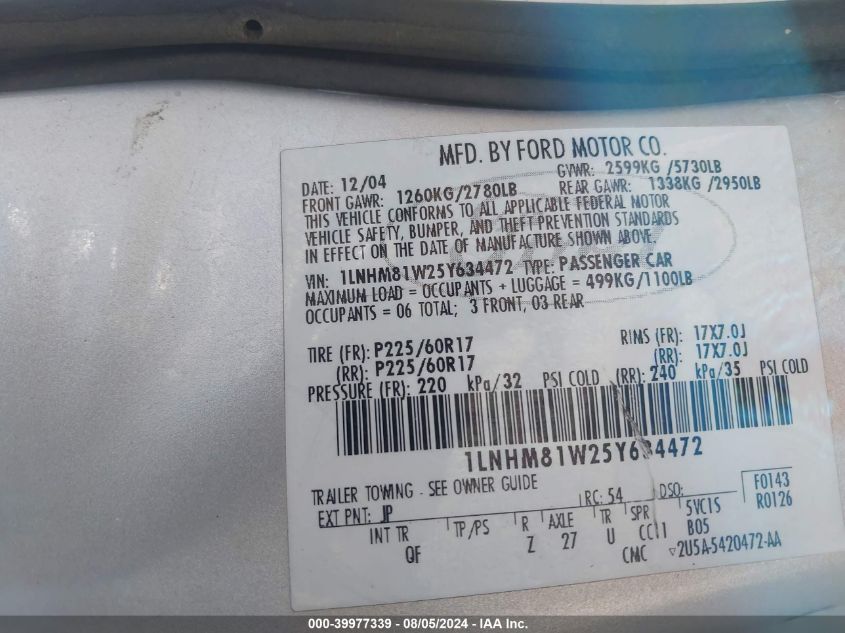 MFD. BY FORD MOTOR CO.
DATE: 12/04 GVWR: 2599KG /5730LB
FRONT GAWR: 1260KG/2780LB REAR GAWR: 1338KG /2950LB
THIS VEHICLE CONFORMS TO ALL APPLICABLE FEDERAL MOTOR
VEHICLE SAFETY, BUMPER, AND THEFT PREVENTION STANDARDS
IN EFFECT ON THE DATE OF MANUFACTURE SHOWN ABOVE.
VIN: 1LNHM81W25Y634472 TYPE: PASSENGER CAR
MAXIMUM LOAD = OCCUPANTS + LUGGAGE = 499KG/1100LB
OCCUPANTS = 06 TOTAL; 3 FRONT, 03 REAR
TIRE (FR): P225/60R17 RIMS (FR): 17X7.0J
(RR): P225/60R17 (RR): 17X7.0J
PRESSURE (FR): 220 kPa/32 PSI COLD (RR): 240 kPa/35 PSI COLD
1LNHM81W25Y634472
TRAILER TOWING - SEE OWNER GUIDE
EXT PNT: JP RC: 54 DSO: F0143
INT TR TP/PS R AXLE TR SPR 5VC1S R0126
QF Z 27 U CC11 B05
CMC ▽2U5A-5420472-AA
000-39977339 - 08/05/2024 - IAA Inc.